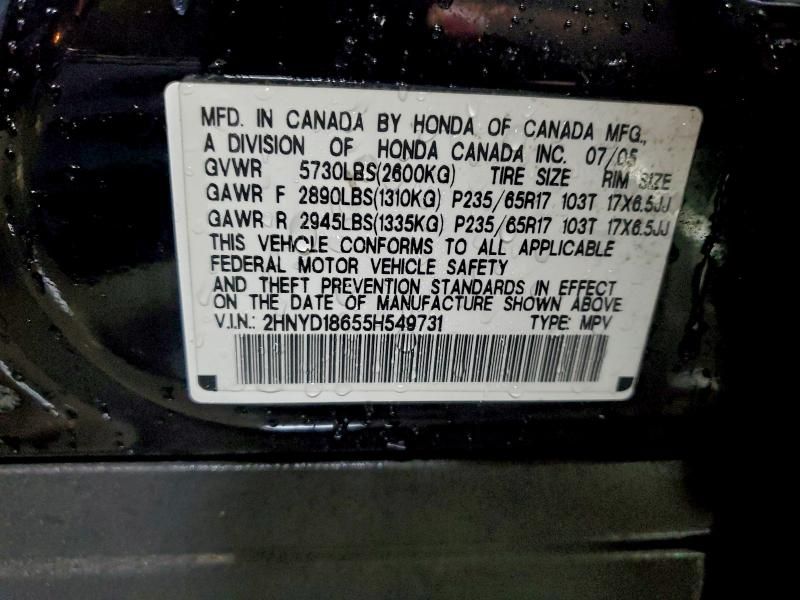 MFD. IN CANADA BY HONDA OF CANADA MFG.,
A DIVISION OF HONDA CANADA INC. 07/05
GVWR 5730LBS(2600KG) TIRE SIZE RIM SIZE
GAWR F 2890LBS(1310KG) P235/65R17 103T 17X6.5JJ
GAWR R 2945LBS(1335KG) P235/65R17 103T 17X6.5JJ
THIS VEHICLE CONFORMS TO ALL APPLICABLE
FEDERAL MOTOR VEHICLE SAFETY
AND THEFT PREVENTION STANDARDS IN EFFECT
ON THE DATE OF MANUFACTURE SHOWN ABOVE
V.I.N.: 2HNYD18655H549731 TYPE: MPV